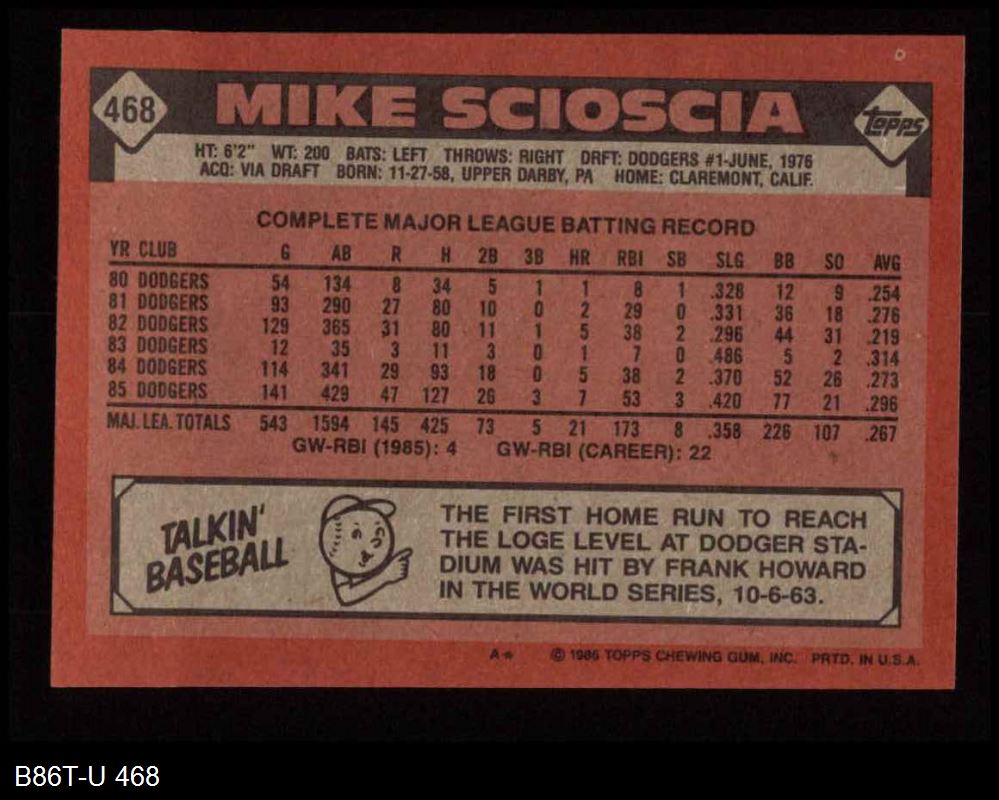 468
MIKE SCIOSCIA
topps
HT: 6'2" WT: 200 BATS: LEFT THROWS: RIGHT DRFT: DODGERS #1-JUNE, 1976
ACQ: VIA DRAFT BORN: 11-27-58, UPPER DARBY, PA HOME: CLAREMONT, CALIF.
COMPLETE MAJOR LEAGUE BATTING RECORD
YR CLUB G AB R H 2B 3B HR RBI SB SLG BB SO AVG
80 DODGERS 54 134 8 34 5 1 1 8 1 .328 12 9 .254
81 DODGERS 93 290 27 80 10 0 2 29 0 .331 36 18 .276
82 DODGERS 129 365 31 80 11 1 5 38 2 .296 44 31 .219
83 DODGERS 12 35 3 11 3 0 1 7 0 .486 5 2 .314
84 DODGERS 114 341 29 93 18 0 5 38 2 .370 52 26 .273
85 DODGERS 141 429 47 127 26 3 7 53 3 .420 77 21 .296
MAJ. LEA. TOTALS 543 1594 145 425 73 5 21 173 8 .358 226 107 .267
GW-RBI (1985): 4 GW-RBI (CAREER): 22
TALKIN'
BASEBALL
THE FIRST HOME RUN TO REACH
THE LOGE LEVEL AT DODGER STA-
DIUM WAS HIT BY FRANK HOWARD
IN THE WORLD SERIES, 10-6-63.
A* © 1986 TOPPS CHEWING GUM, INC. PRTD. IN U.S.A.
B86T-U 468